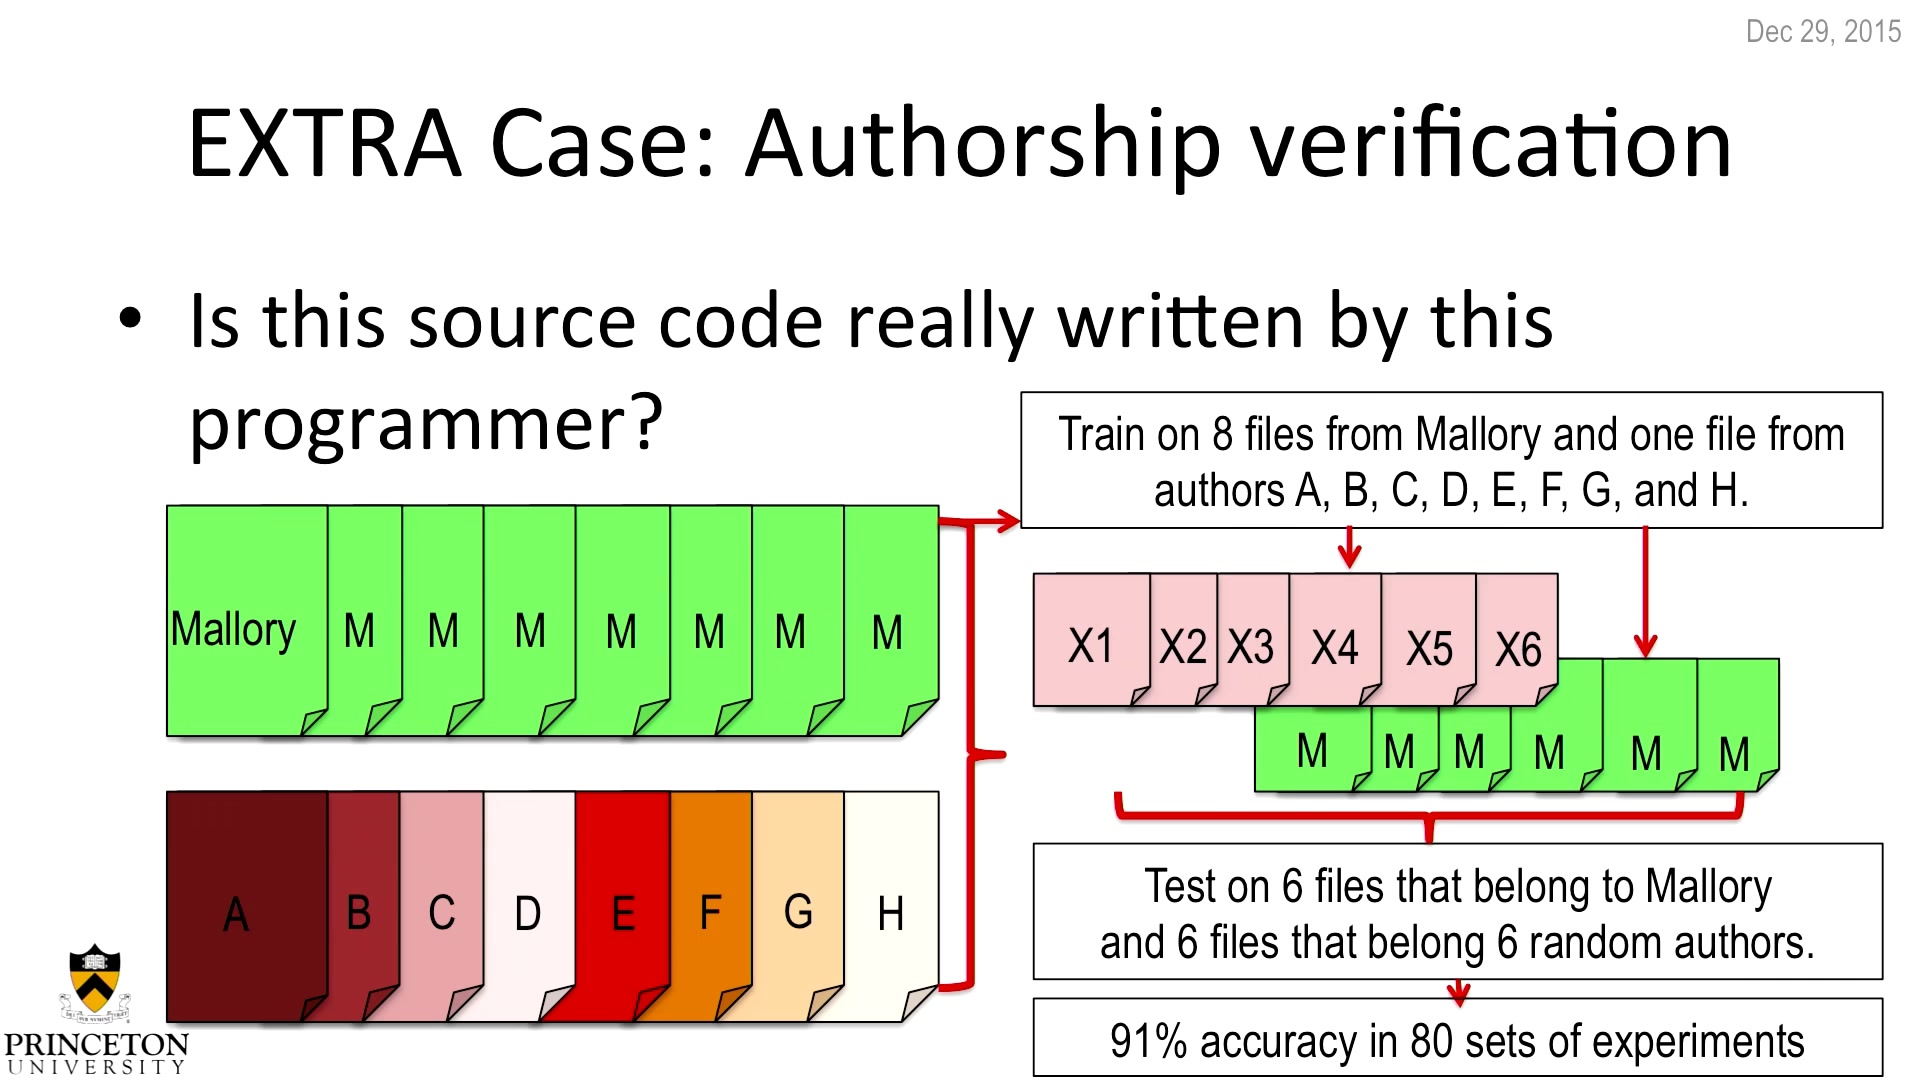 Dec 29, 2015
EXTRA Case: Authorship verification
• Is this source code really written by this
programmer?
Train on 8 files from Mallory and one file from
authors A, B, C, D, E, F, G, and H.
Mallory M M M M M M M
X1 X2 X3 X4 X5 X6
M M M M M M
A B C D E F G H
Test on 6 files that belong to Mallory
and 6 files that belong 6 random authors.
91% accuracy in 80 sets of experiments
PRINCETON
UNIVERSITY